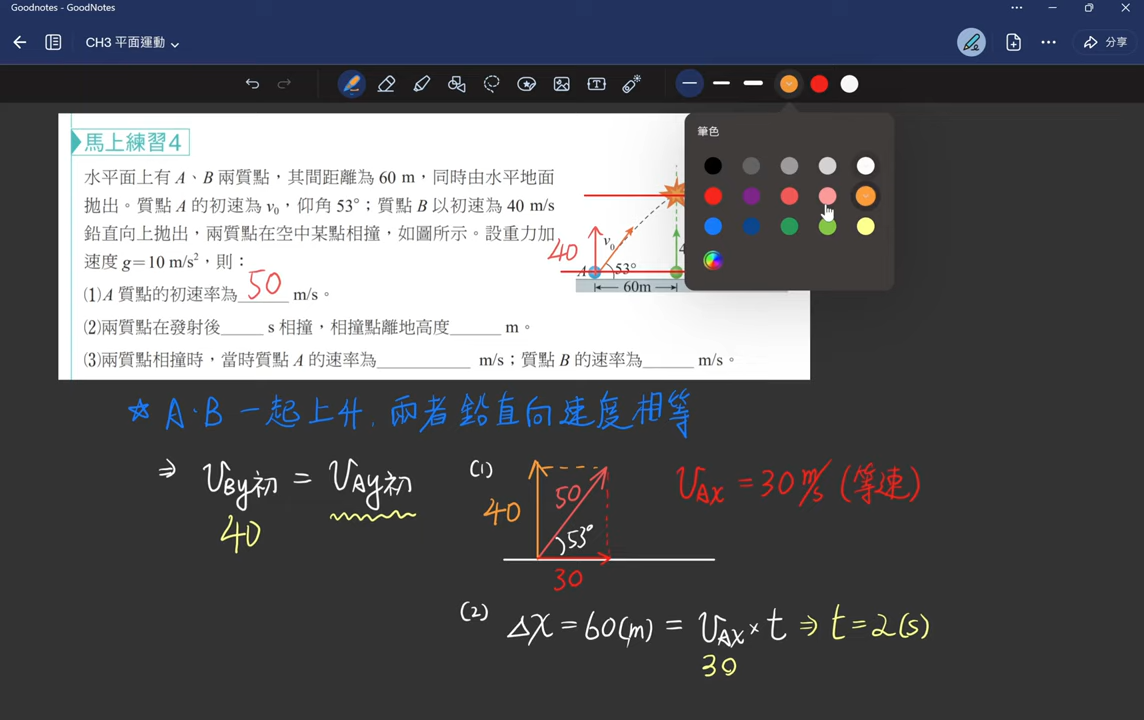 Goodnotes - GoodNotes
CH3 平面運動
分享
筆色
馬上練習4
水平面上有 A、B 兩質點，其間距離為 60 m，同時由水平地面
拋出。質點 A 的初速為 v₀，仰角 53°；質點 B 以初速為 40 m/s
鉛直向上拋出，兩質點在空中某點相撞，如圖所示。設重力加
速度 g=10 m/s²，則：
(1)A 質點的初速率為 50 m/s。
(2)兩質點在發射後_____ s 相撞，相撞點離地高度______ m。
(3)兩質點相撞時，當時質點 A 的速率為__________ m/s；質點 B 的速率為______ m/s。
40
v₀
4
A
53°
60m
☆ A.B 一起上升，兩者鉛直向速度相等
⇒ VBy初 = VAy初
40
(1)
40
50
53°
30
VAx = 30 m/s (等速)
(2) Δx = 60(m) = VAx × t ⇒ t = 2(s)
30